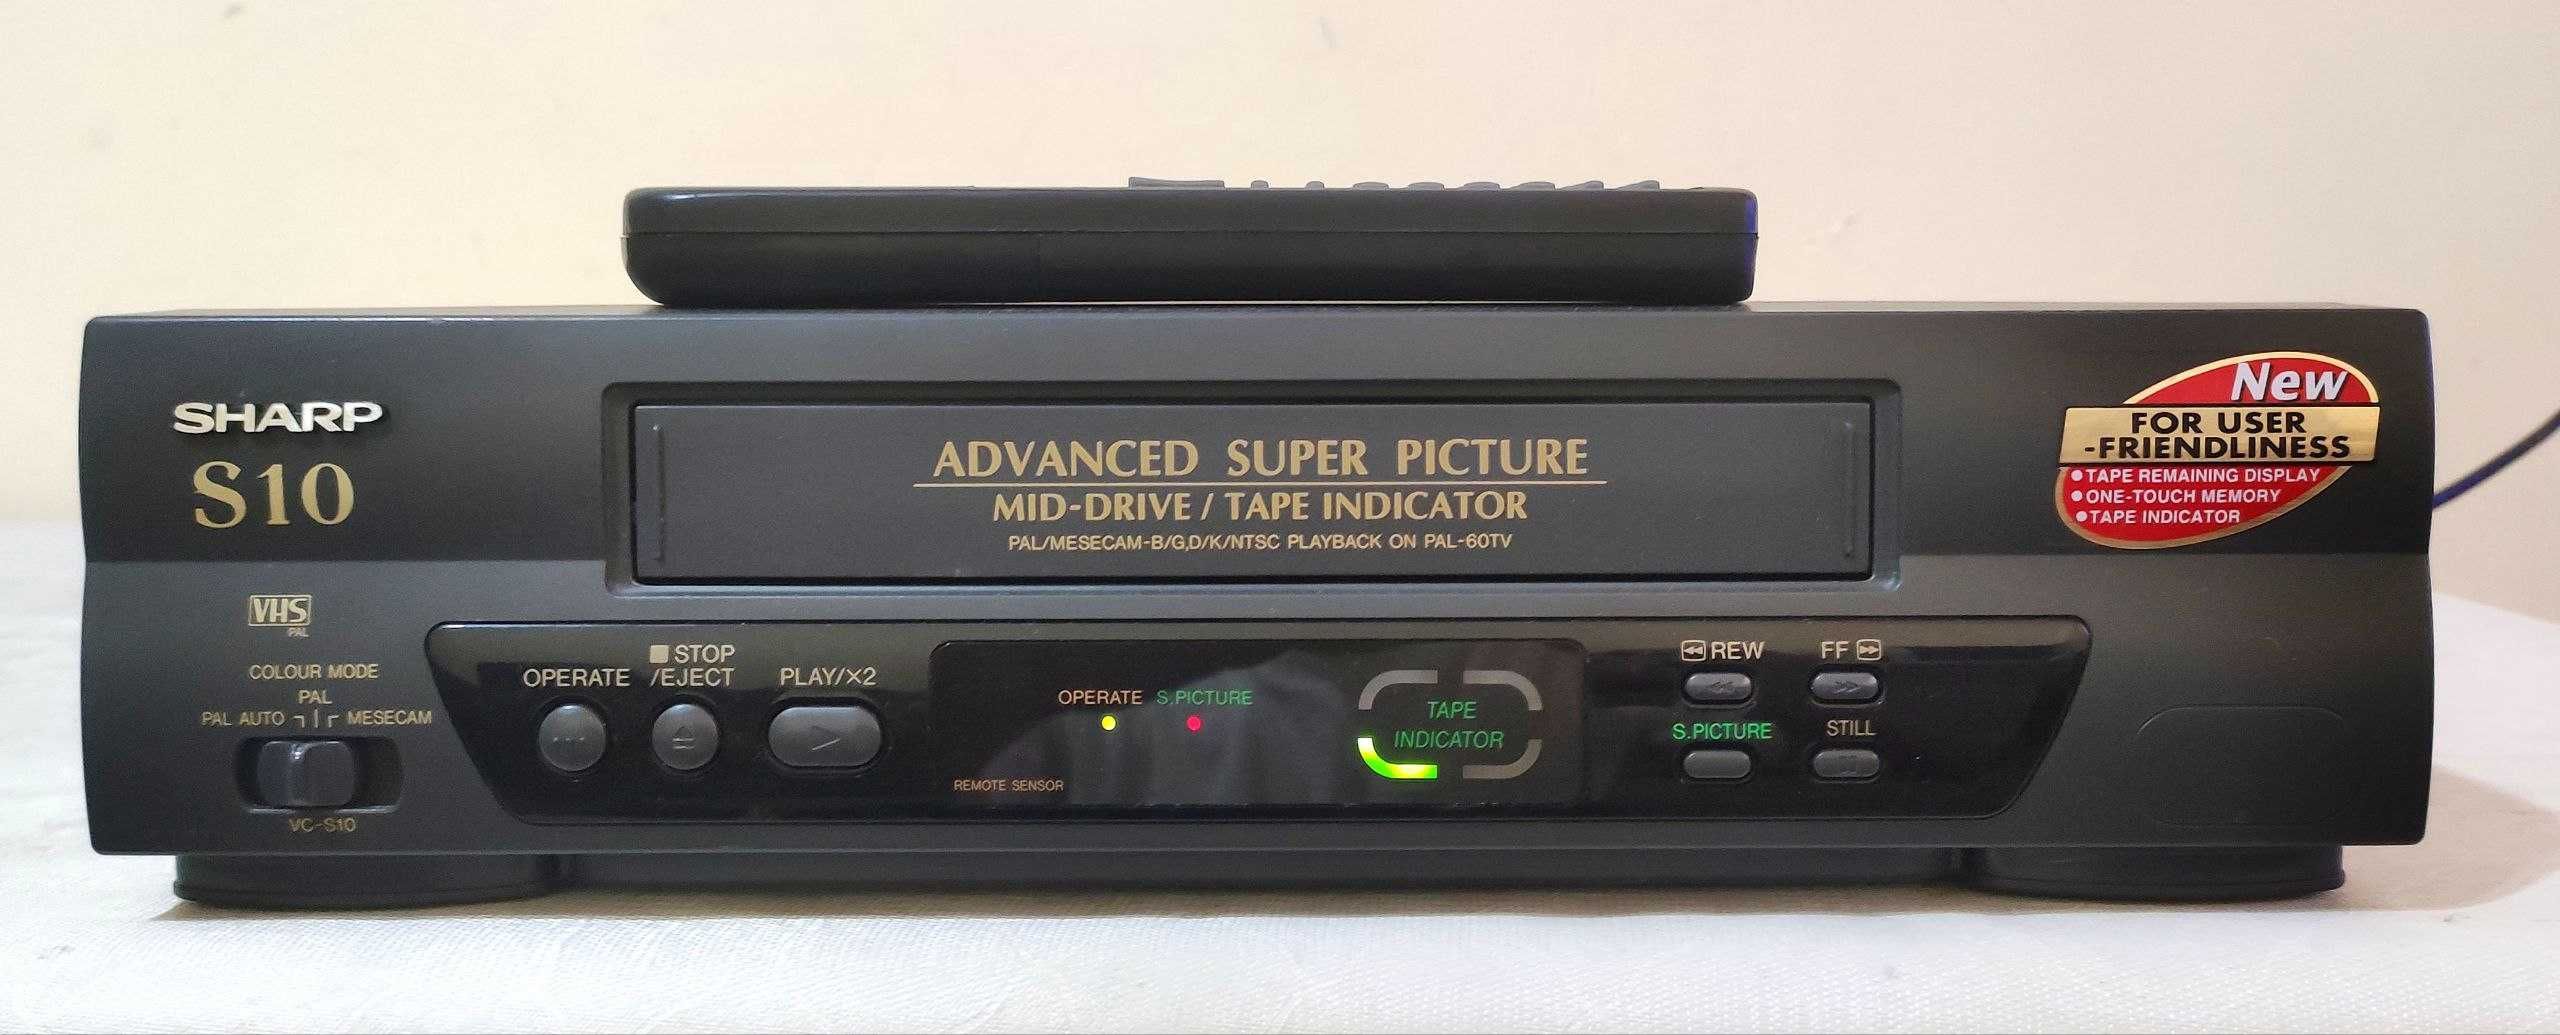 SHARP
S10
ADVANCED SUPER PICTURE
MID-DRIVE / TAPE INDICATOR
PAL/MESECAM-B/G,D/K/NTSC PLAYBACK ON PAL-60TV
New
FOR USER
-FRIENDLINESS
• TAPE REMAINING DISPLAY
• ONE-TOUCH MEMORY
• TAPE INDICATOR
VHS
PAL
COLOUR MODE
PAL
PAL AUTO MESECAM
VC-S10
OPERATE
STOP
/EJECT
PLAY/×2
OPERATE S.PICTURE
REMOTE SENSOR
TAPE
INDICATOR
REW
FF
S.PICTURE
STILL